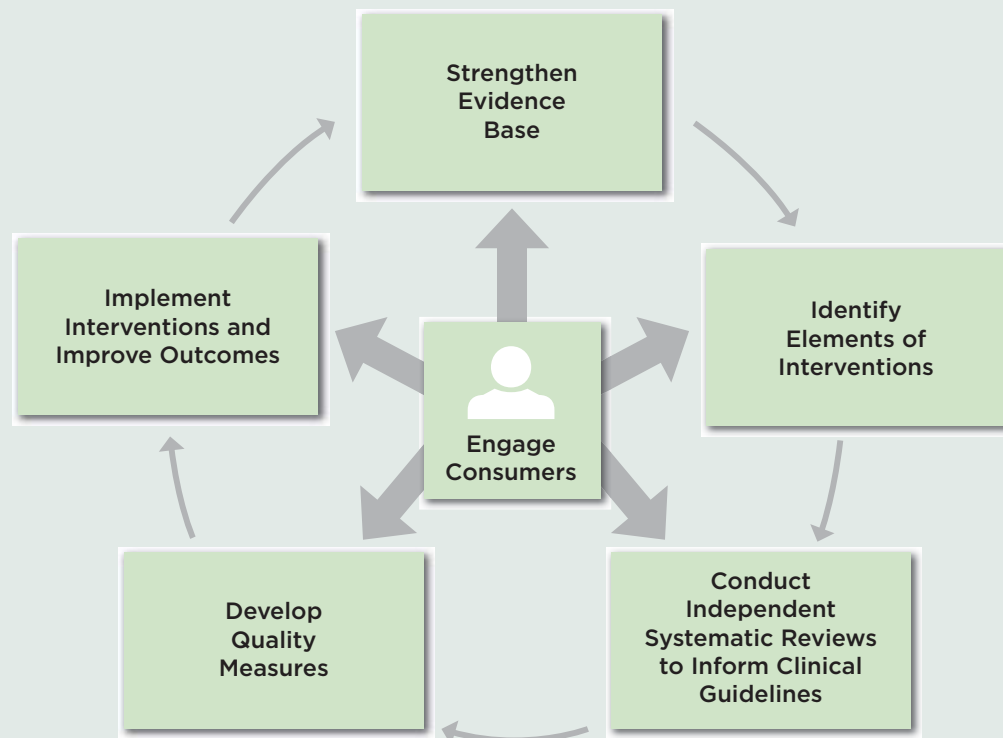 Strengthen
Evidence
Base
Implement
Interventions and
Improve Outcomes
Identify
Elements of
Interventions
Engage
Consumers
Develop
Quality
Measures
Conduct
Independent
Systematic Reviews
to Inform Clinical
Guidelines